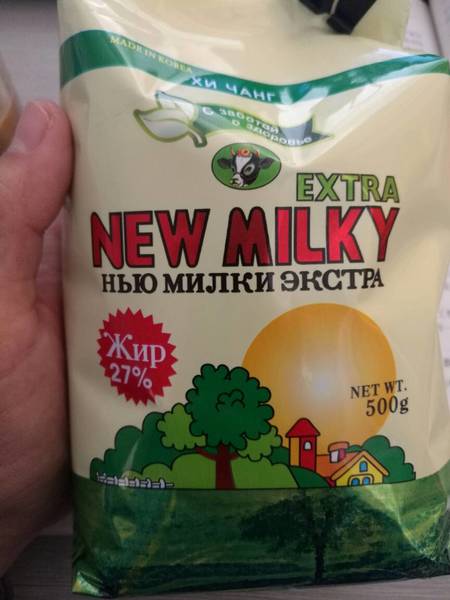 MADE IN KOREA
ХИ ЧАНГ
С заботой
о здоровье
EXTRA
NEW MILKY
НЬЮ МИЛКИ ЭКСТРА
Жир
27%
NET WT.
500g